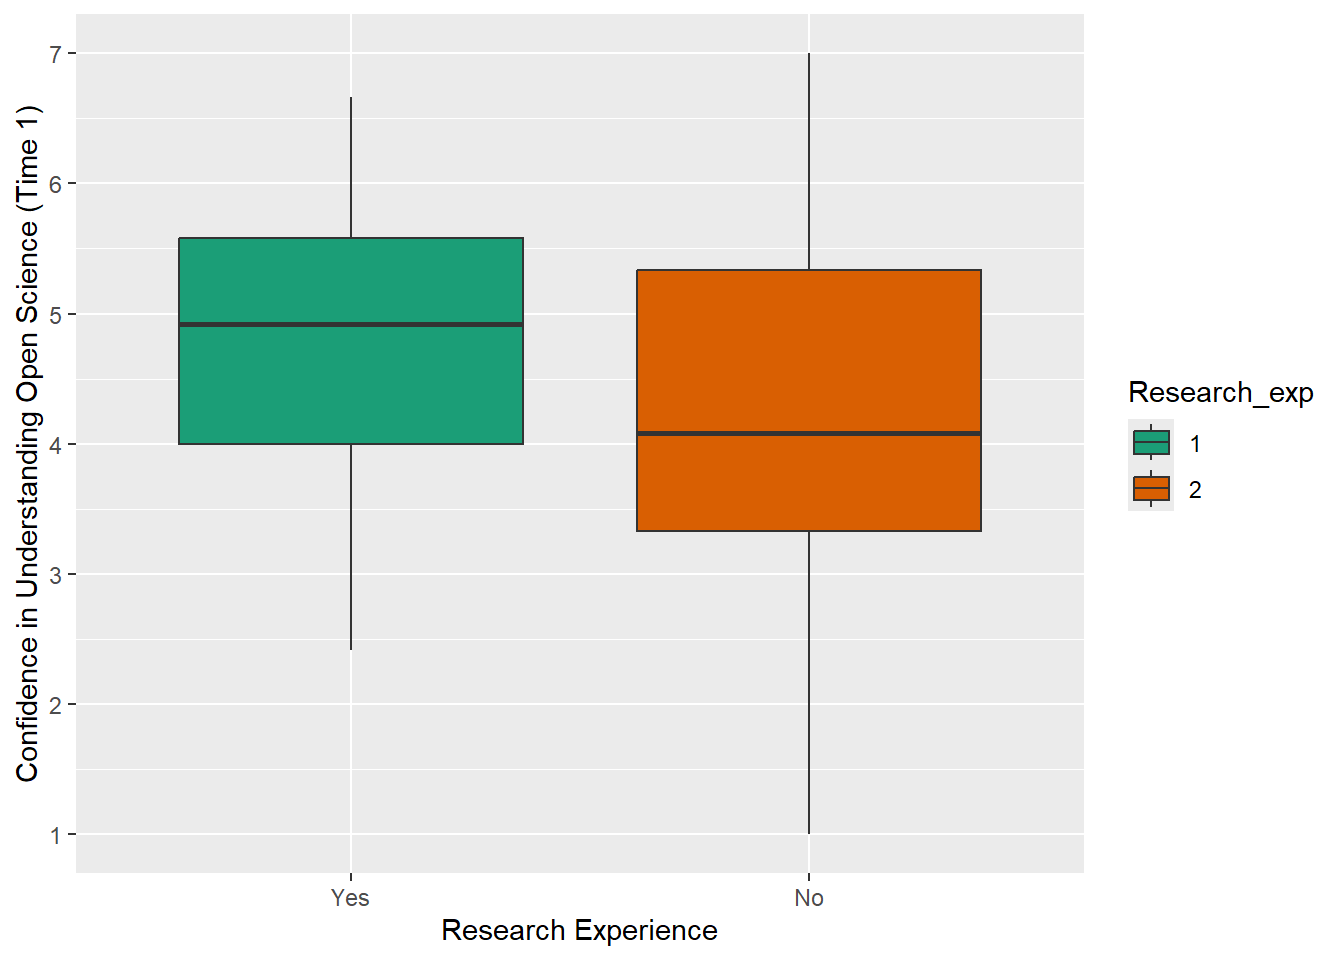 Confidence in Understanding Open Science (Time 1)
7
6
5
4
3
2
1
Yes
No
Research Experience
Research_exp
1
2